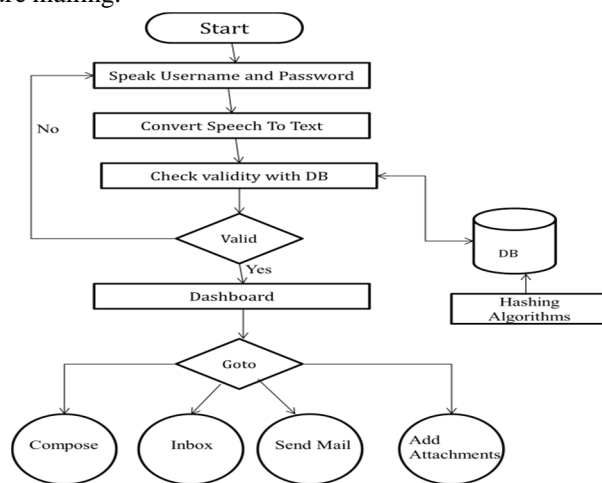 mailing.
Start
Speak Username and Password
No
Convert Speech To Text
Check validity with DB
Valid
DB
Yes
Dashboard
Hashing
Algorithms
Goto
Compose
Inbox
Send Mail
Add
Attachments